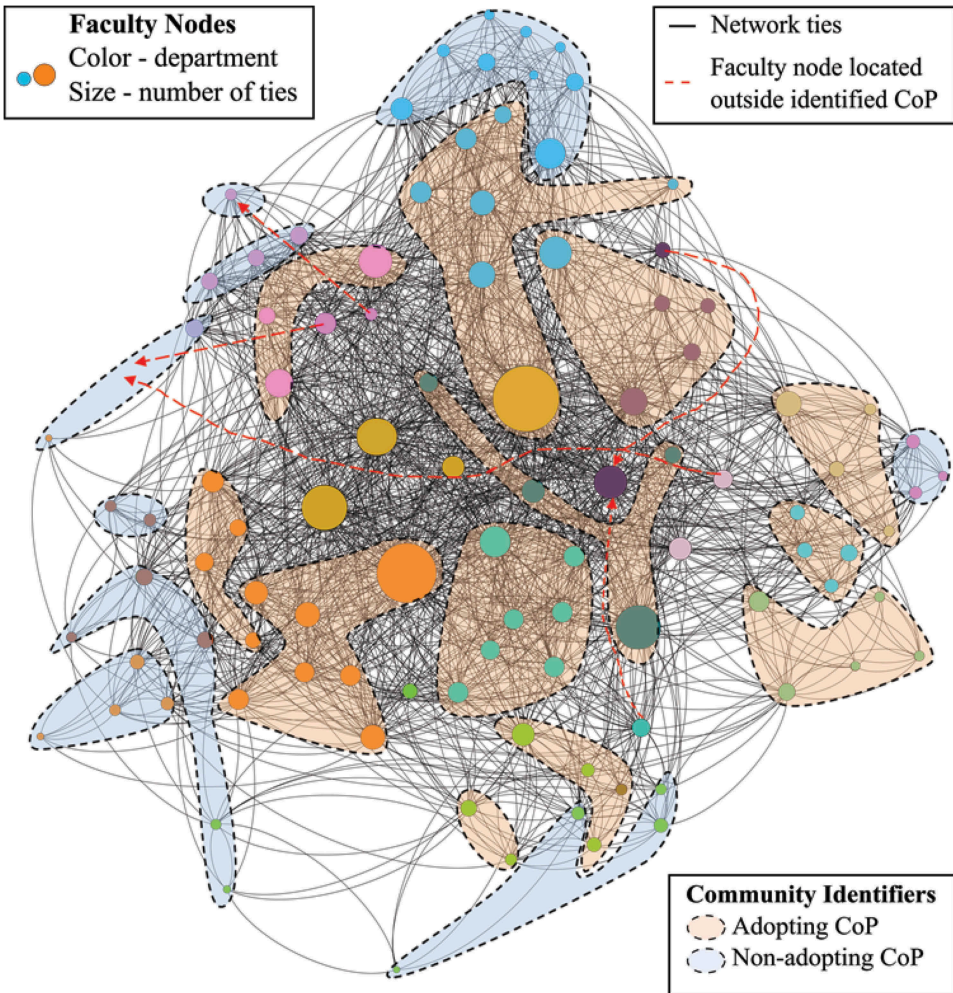 Faculty Nodes
Color - department
Size - number of ties
Network ties
Faculty node located
outside identified CoP
Community Identifiers
Adopting CoP
Non-adopting CoP